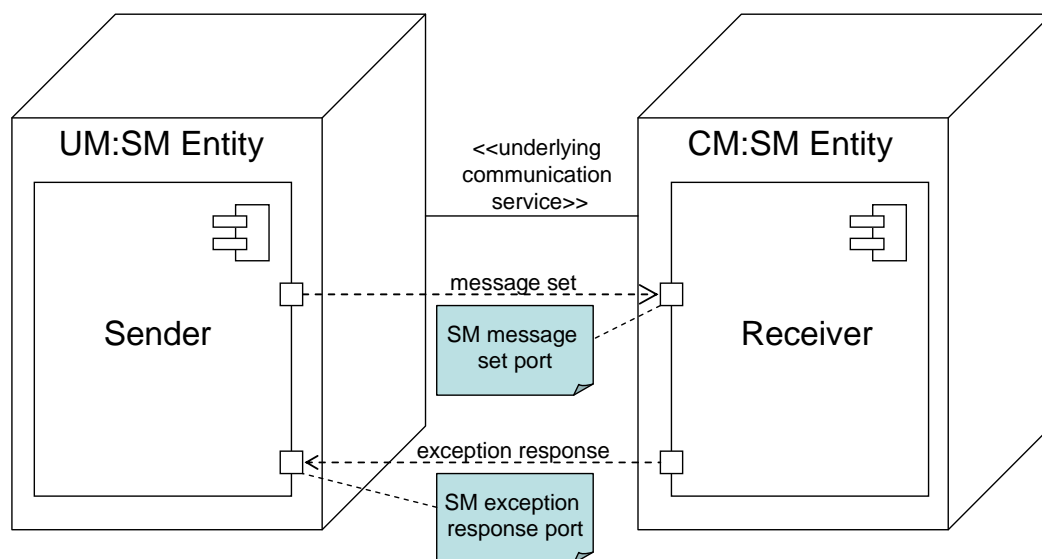 UM:SM Entity
CM:SM Entity
<<underlying
communication
service>>
message set
Sender
SM message
set port
Receiver
exception response
SM exception
response port